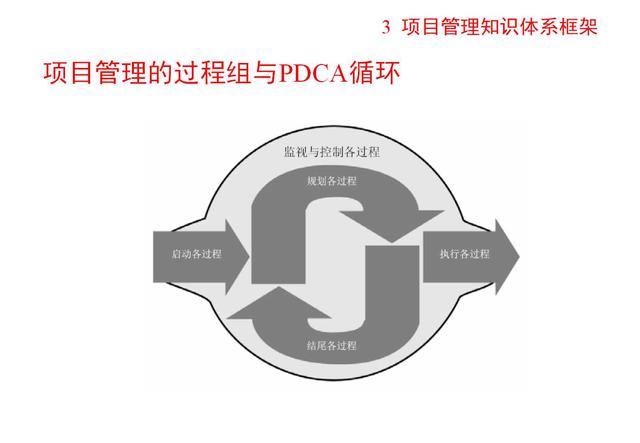 3 项目管理知识体系框架
项目管理的过程组与PDCA循环
监视与控制各过程
规划各过程
启动各过程
执行各过程
结尾各过程